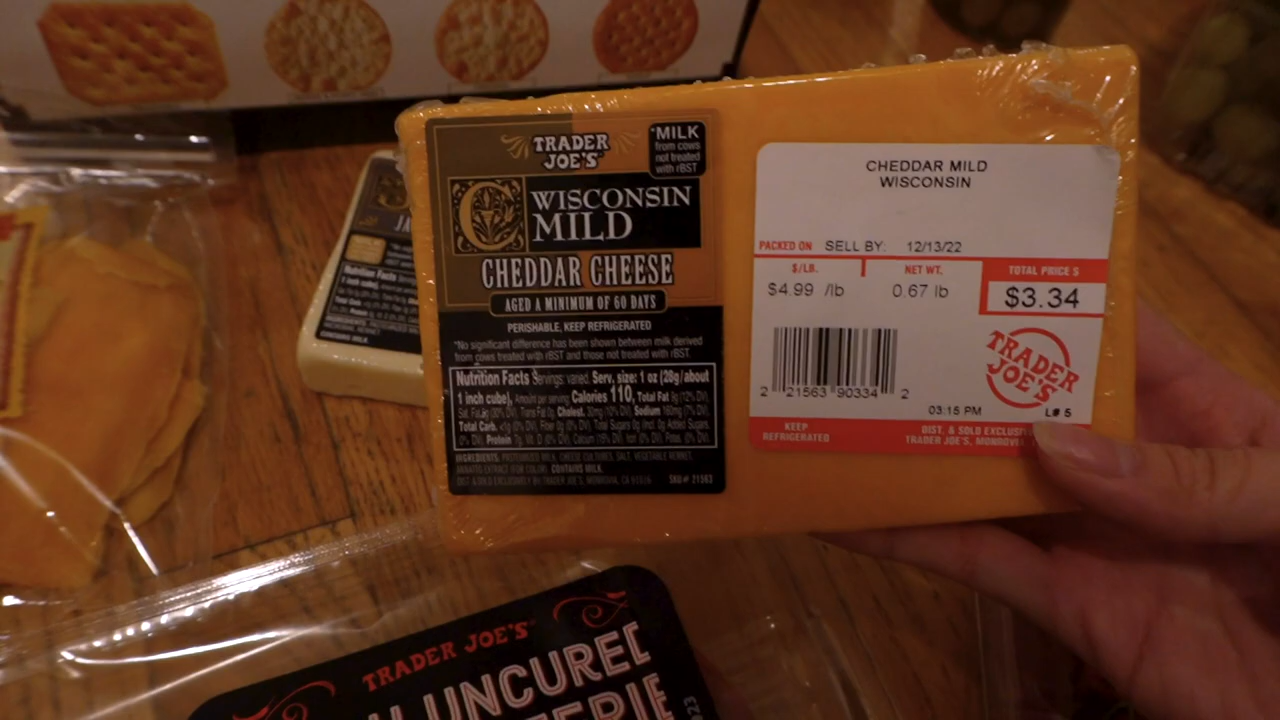 TRADER
JOE'S
*MILK
from cows
not treated
with rBST
WISCONSIN
MILD
CHEDDAR CHEESE
AGED A MINIMUM OF 60 DAYS
PERISHABLE, KEEP REFRIGERATED
*No significant difference has been shown between milk derived
from cows treated with rBST and those not treated with rBST.
Nutrition Facts Servings: varied. Serv. size: 1 oz (28g/about
1 inch cube), Amount per serving: Calories 110, Total Fat 9g (12% DV),
Sat. Fat (30% DV), Trans Fat 0g, Cholest. 30mg (10% DV), Sodium 160mg (7% DV),
Total Carb. <1g (0% DV), Fiber 0g (0% DV), Total Sugars 0g (Incl. 0g Added Sugars,
0% DV), Protein 7g, Vit. D (0% DV), Calcium (15% DV), Iron (0% DV), Potas. (0% DV).
INGREDIENTS: PASTEURIZED MILK, CHEESE CULTURES, SALT, VEGETABLE RENNET,
ANNATTO EXTRACT (FOR COLOR). CONTAINS MILK.
DIST. & SOLD EXCLUSIVELY BY: TRADER JOE'S, MONROVIA, CA 91016 SKU# 21563
CHEDDAR MILD
WISCONSIN
PACKED ON SELL BY: 12/13/22
$/LB. NET WT. TOTAL PRICE $
$4.99 /lb 0.67 lb $3.34
TRADER
JOE'S
2 21563 90334 2
03:15 PM L# 5
KEEP
REFRIGERATED
DIST. & SOLD
TRADER JOE'S,
JA
Nutrition Facts
1 inch cube),
CONTAINS MILK.
TRADER JOE'S
UNCURED